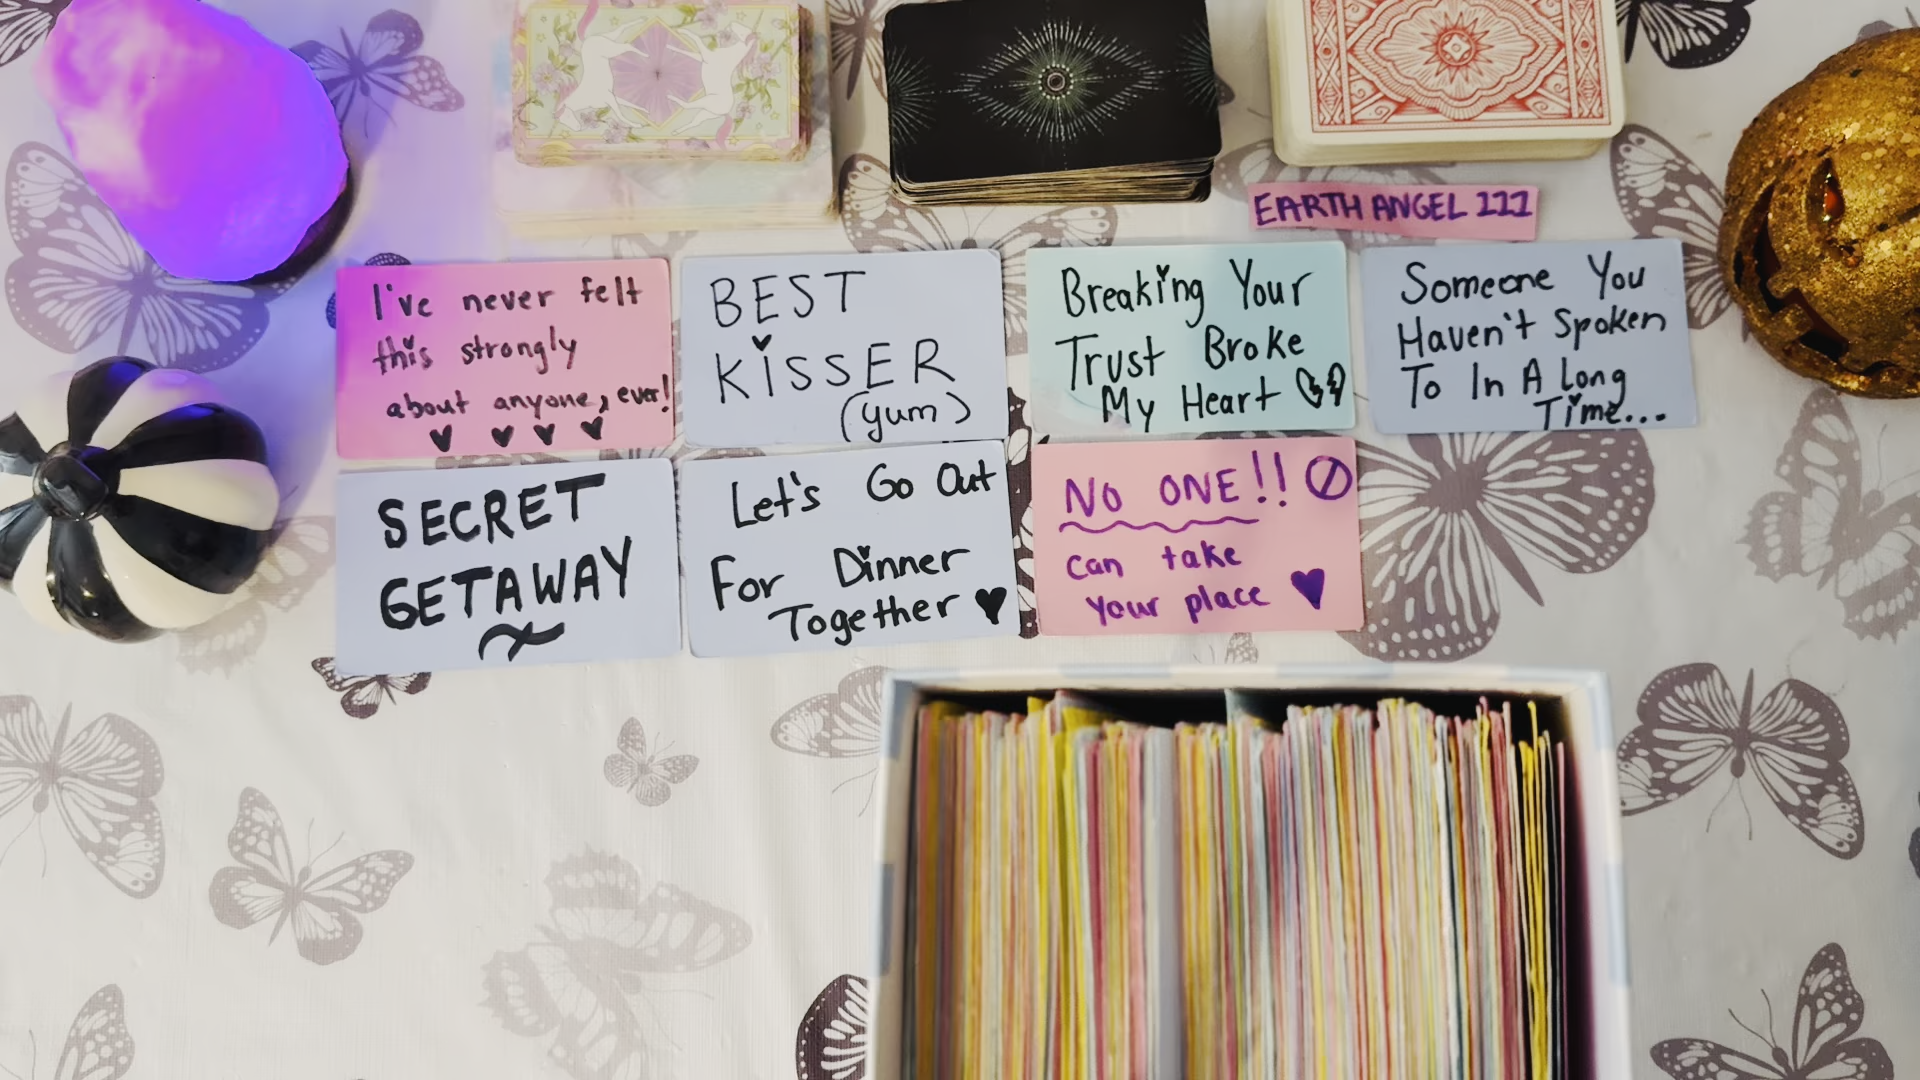 EARTH ANGEL 111
I've never felt
this strongly
about anyone, ever!
BEST
KISSER
(yum)
Breaking Your
Trust Broke
My Heart
Someone You
Haven't Spoken
To In A Long
Time...
SECRET
GETAWAY
Let's Go Out
For Dinner
Together
NO ONE!!
can take
your place